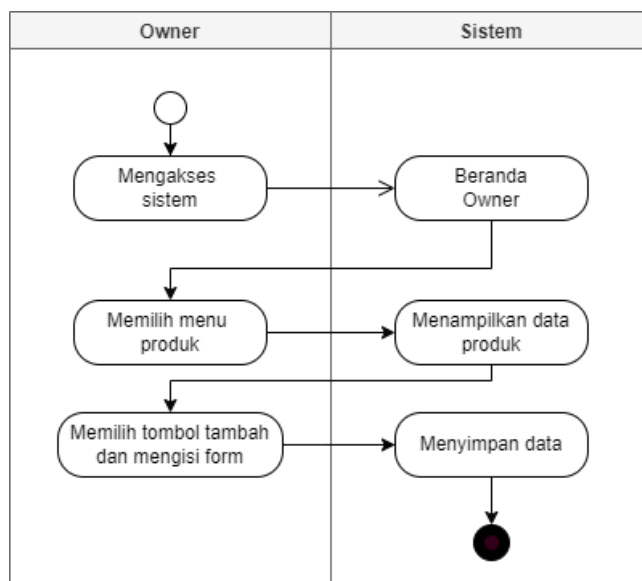 Owner
Sistem
Mengakses
sistem
Beranda
Owner
Memilih menu
produk
Menampilkan data
produk
Memilih tombol tambah
dan mengisi form
Menyimpan data